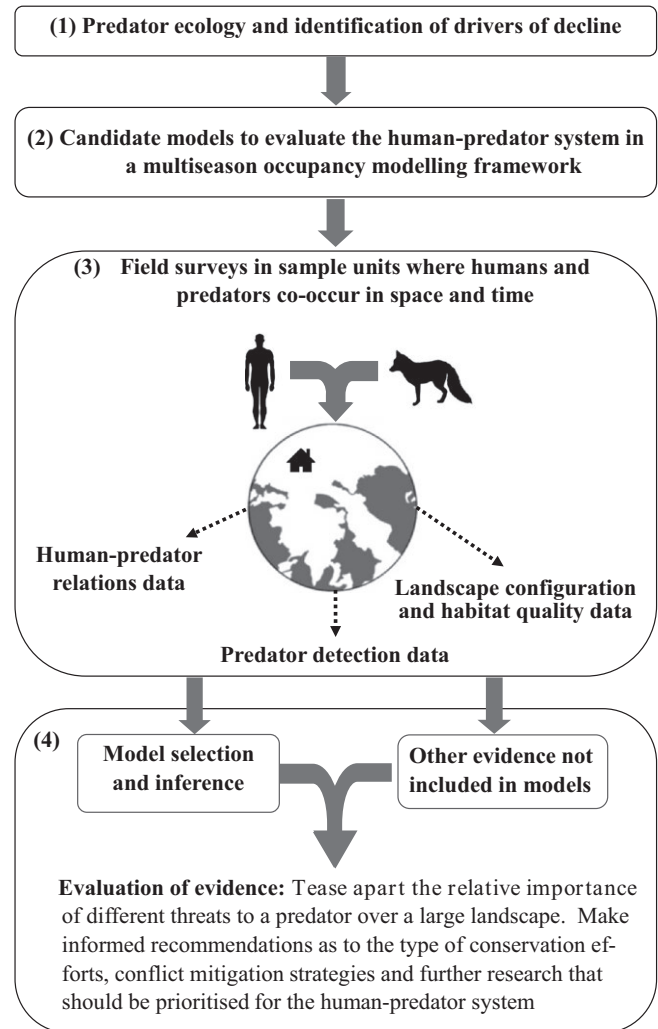 (1) Predator ecology and identification of drivers of decline
(2) Candidate models to evaluate the human-predator system in
a multiseason occupancy modelling framework
(3) Field surveys in sample units where humans and
predators co-occur in space and time
Human-predator
relations data
Landscape configuration
and habitat quality data
Predator detection data
(4)
Model selection
and inference
Other evidence not
included in models
Evaluation of evidence: Tease apart the relative importance
of different threats to a predator over a large landscape. Make
informed recommendations as to the type of conservation ef-
forts, conflict mitigation strategies and further research that
should be prioritised for the human-predator system